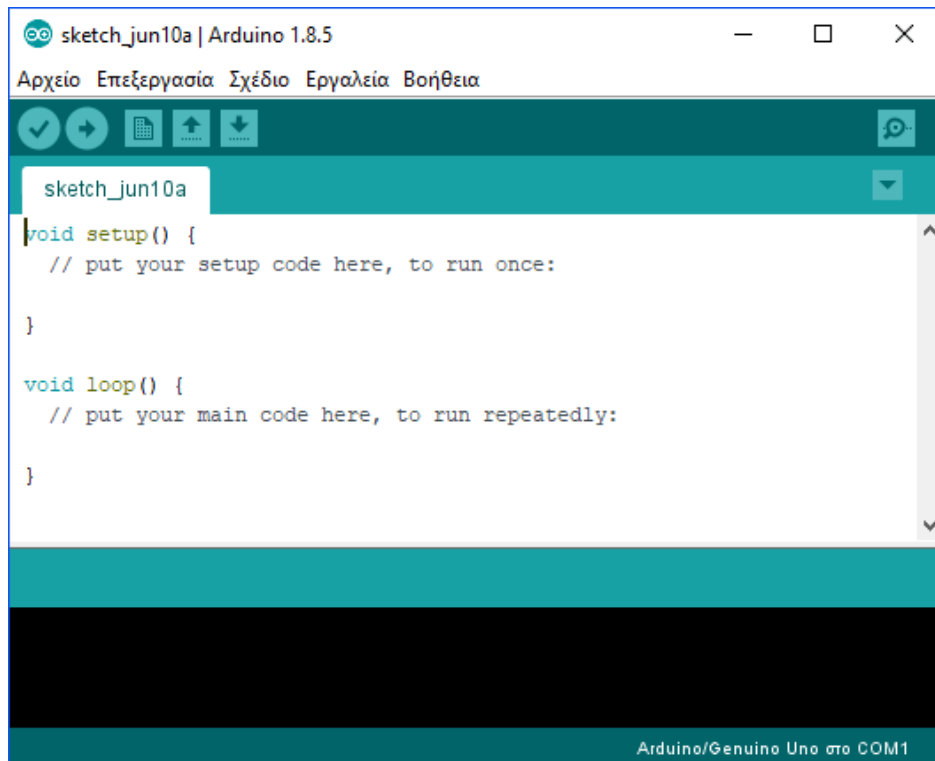 sketch_jun10a | Arduino 1.8.5
Αρχείο Επεξεργασία Σχέδιο Εργαλεία Βοήθεια
sketch_jun10a
void setup() {
  // put your setup code here, to run once:
}
void loop() {
  // put your main code here, to run repeatedly:
}
Arduino/Genuino Uno στο COM1